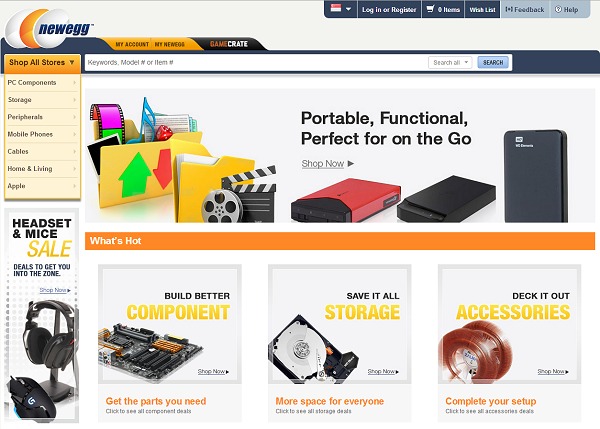 newegg
Log in or Register
0 Items
Wish List
Feedback
Help
MY ACCOUNT
MY NEWEGG
GAMECRATE
Shop All Stores
Keywords, Model # or Item #
Search all
SEARCH
PC Components
Storage
Peripherals
Mobile Phones
Cables
Home & Living
Apple
Portable, Functional,
Perfect for on the Go
Shop Now
WD
HEADSET
& MICE
SALE
DEALS TO GET YOU
INTO THE ZONE.
Shop Now
What's Hot
BUILD BETTER
COMPONENT
Shop Now
Get the parts you need
Click to see all component deals
SAVE IT ALL
STORAGE
Shop Now
More space for everyone
Click to see all storage deals
DECK IT OUT
ACCESSORIES
Shop Now
Complete your setup
Click to see all accessories deals